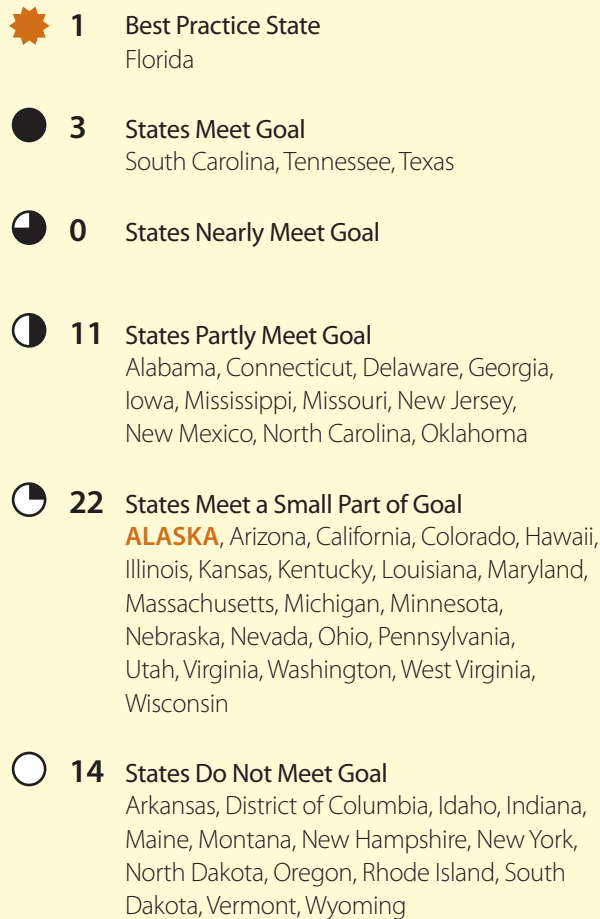 1 Best Practice State
Florida
3 States Meet Goal
South Carolina, Tennessee, Texas
0 States Nearly Meet Goal
11 States Partly Meet Goal
Alabama, Connecticut, Delaware, Georgia,
Iowa, Mississippi, Missouri, New Jersey,
New Mexico, North Carolina, Oklahoma
22 States Meet a Small Part of Goal
ALASKA, Arizona, California, Colorado, Hawaii,
Illinois, Kansas, Kentucky, Louisiana, Maryland,
Massachusetts, Michigan, Minnesota,
Nebraska, Nevada, Ohio, Pennsylvania,
Utah, Virginia, Washington, West Virginia,
Wisconsin
14 States Do Not Meet Goal
Arkansas, District of Columbia, Idaho, Indiana,
Maine, Montana, New Hampshire, New York,
North Dakota, Oregon, Rhode Island, South
Dakota, Vermont, Wyoming